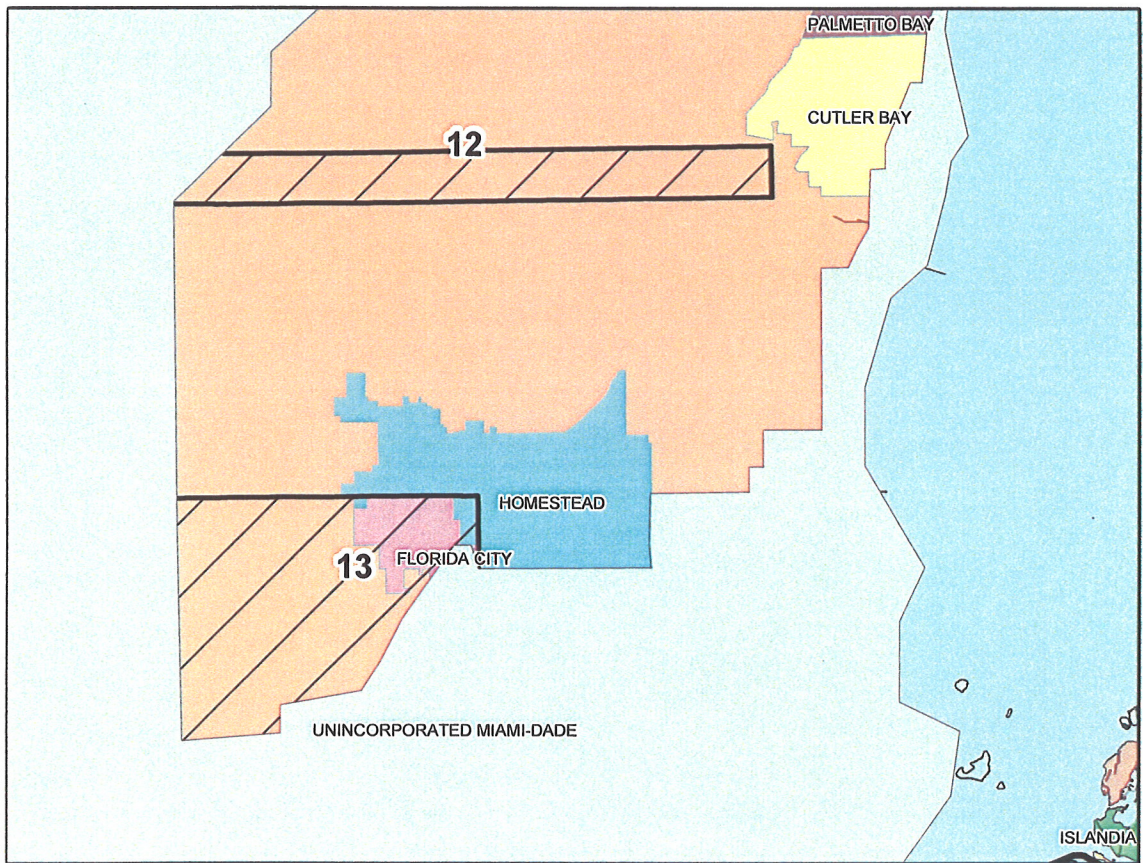 PALMETTO BAY
CUTLER BAY
12
HOMESTEAD
13
FLORIDA CITY
UNINCORPORATED MIAMI-DADE
ISLANDIA